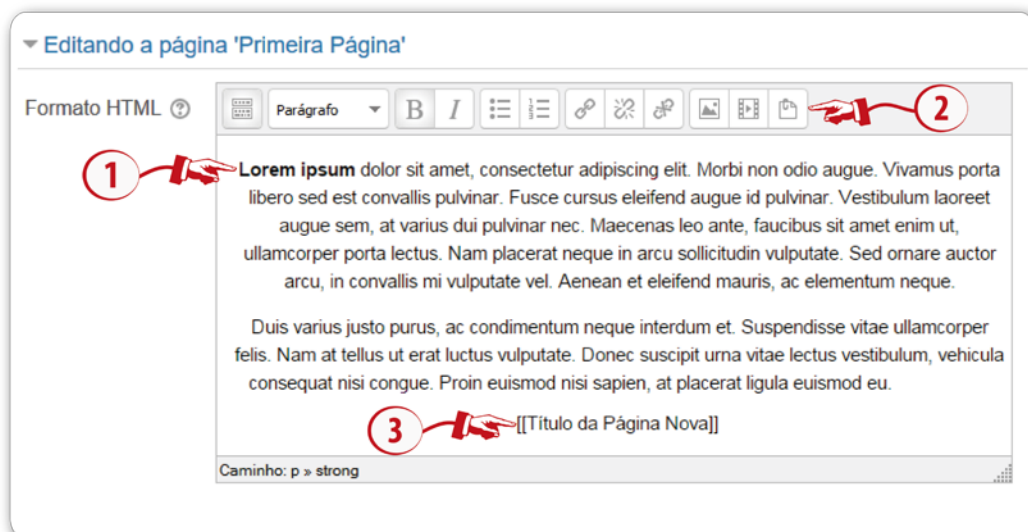 Editando a página 'Primeira Página'
Formato HTML ?
Parágrafo B I
2
1
Lorem ipsum dolor sit amet, consectetur adipiscing elit. Morbi non odio augue. Vivamus porta
libero sed est convallis pulvinar. Fusce cursus eleifend augue id pulvinar. Vestibulum laoreet
augue sem, at varius dui pulvinar nec. Maecenas leo ante, faucibus sit amet enim ut,
ullamcorper porta lectus. Nam placerat neque in arcu sollicitudin vulputate. Sed ornare auctor
arcu, in convallis mi vulputate vel. Aenean et eleifend mauris, ac elementum neque.
Duis varius justo purus, ac condimentum neque interdum et. Suspendisse vitae ullamcorper
felis. Nam at tellus ut erat luctus vulputate. Donec suscipit urna vitae lectus vestibulum, vehicula
consequat nisi congue. Proin euismod nisi sapien, at placerat ligula euismod eu.
3
[[Título da Página Nova]]
Caminho: p » strong